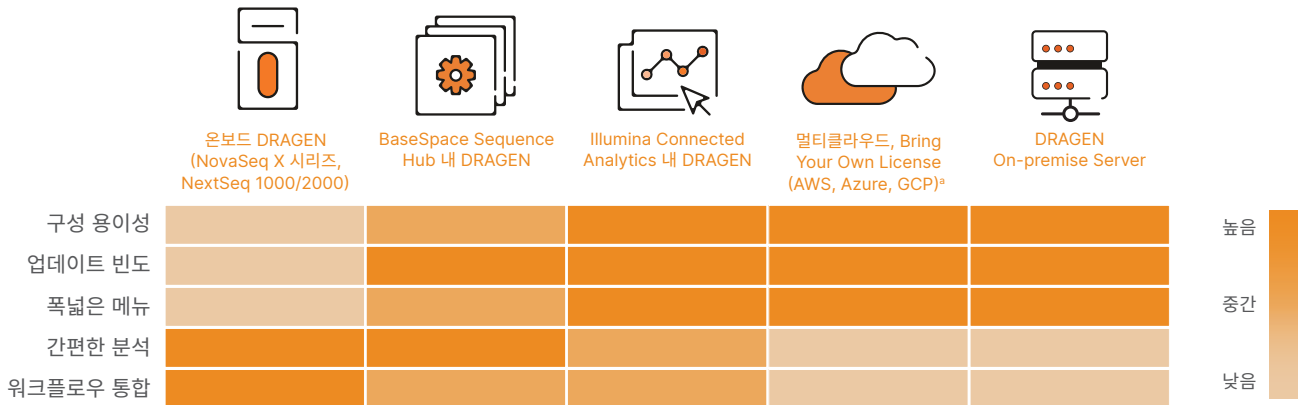 온보드 DRAGEN
(NovaSeq X 시리즈,
NextSeq 1000/2000)
BaseSpace Sequence
Hub 내 DRAGEN
Illumina Connected
Analytics 내 DRAGEN
멀티클라우드, Bring
Your Own License
(AWS, Azure, GCP)ᵃ
DRAGEN
On-premise Server
구성 용이성
업데이트 빈도
폭넓은 메뉴
간편한 분석
워크플로우 통합
높음
중간
낮음